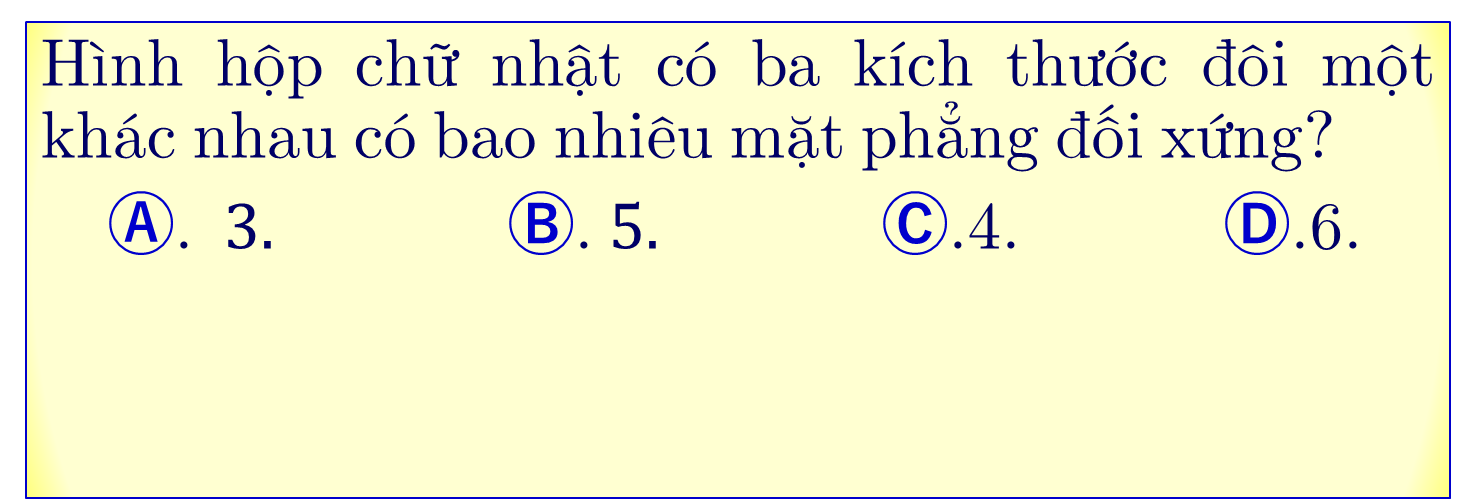 Hình hộp chữ nhật có ba kích thước đôi một
khác nhau có bao nhiêu mặt phẳng đối xứng?
Ⓐ. 3. Ⓑ. 5. Ⓒ.4. Ⓓ.6.